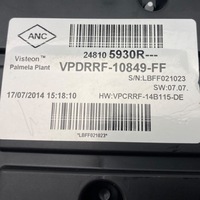 ANC
Visteon™
Palmela Plant
24810 5930R---
VPDRRF-10849-FF
S/N:LBFF021023
SW:07.07.
17/07/2014 15:18:10
HW:VPCRRF-14B115-DE
*LBFF021023*